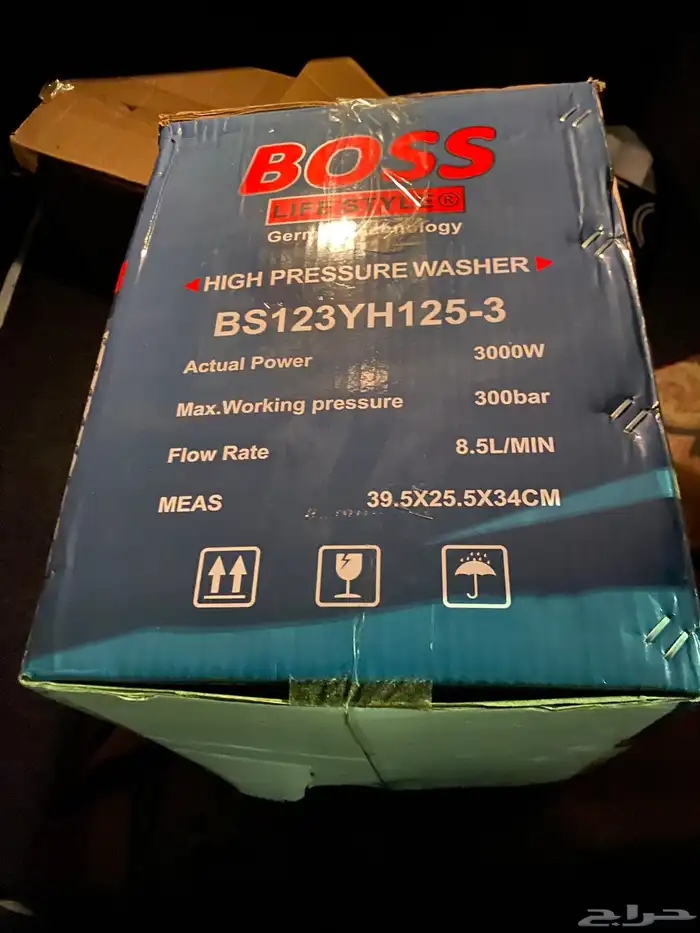 BOSS
LIFE STYLE®
German Technology
HIGH PRESSURE WASHER
BS123YH125-3
Actual Power 3000W
Max.Working pressure 300bar
Flow Rate 8.5L/MIN
MEAS 39.5X25.5X34CM
حراج